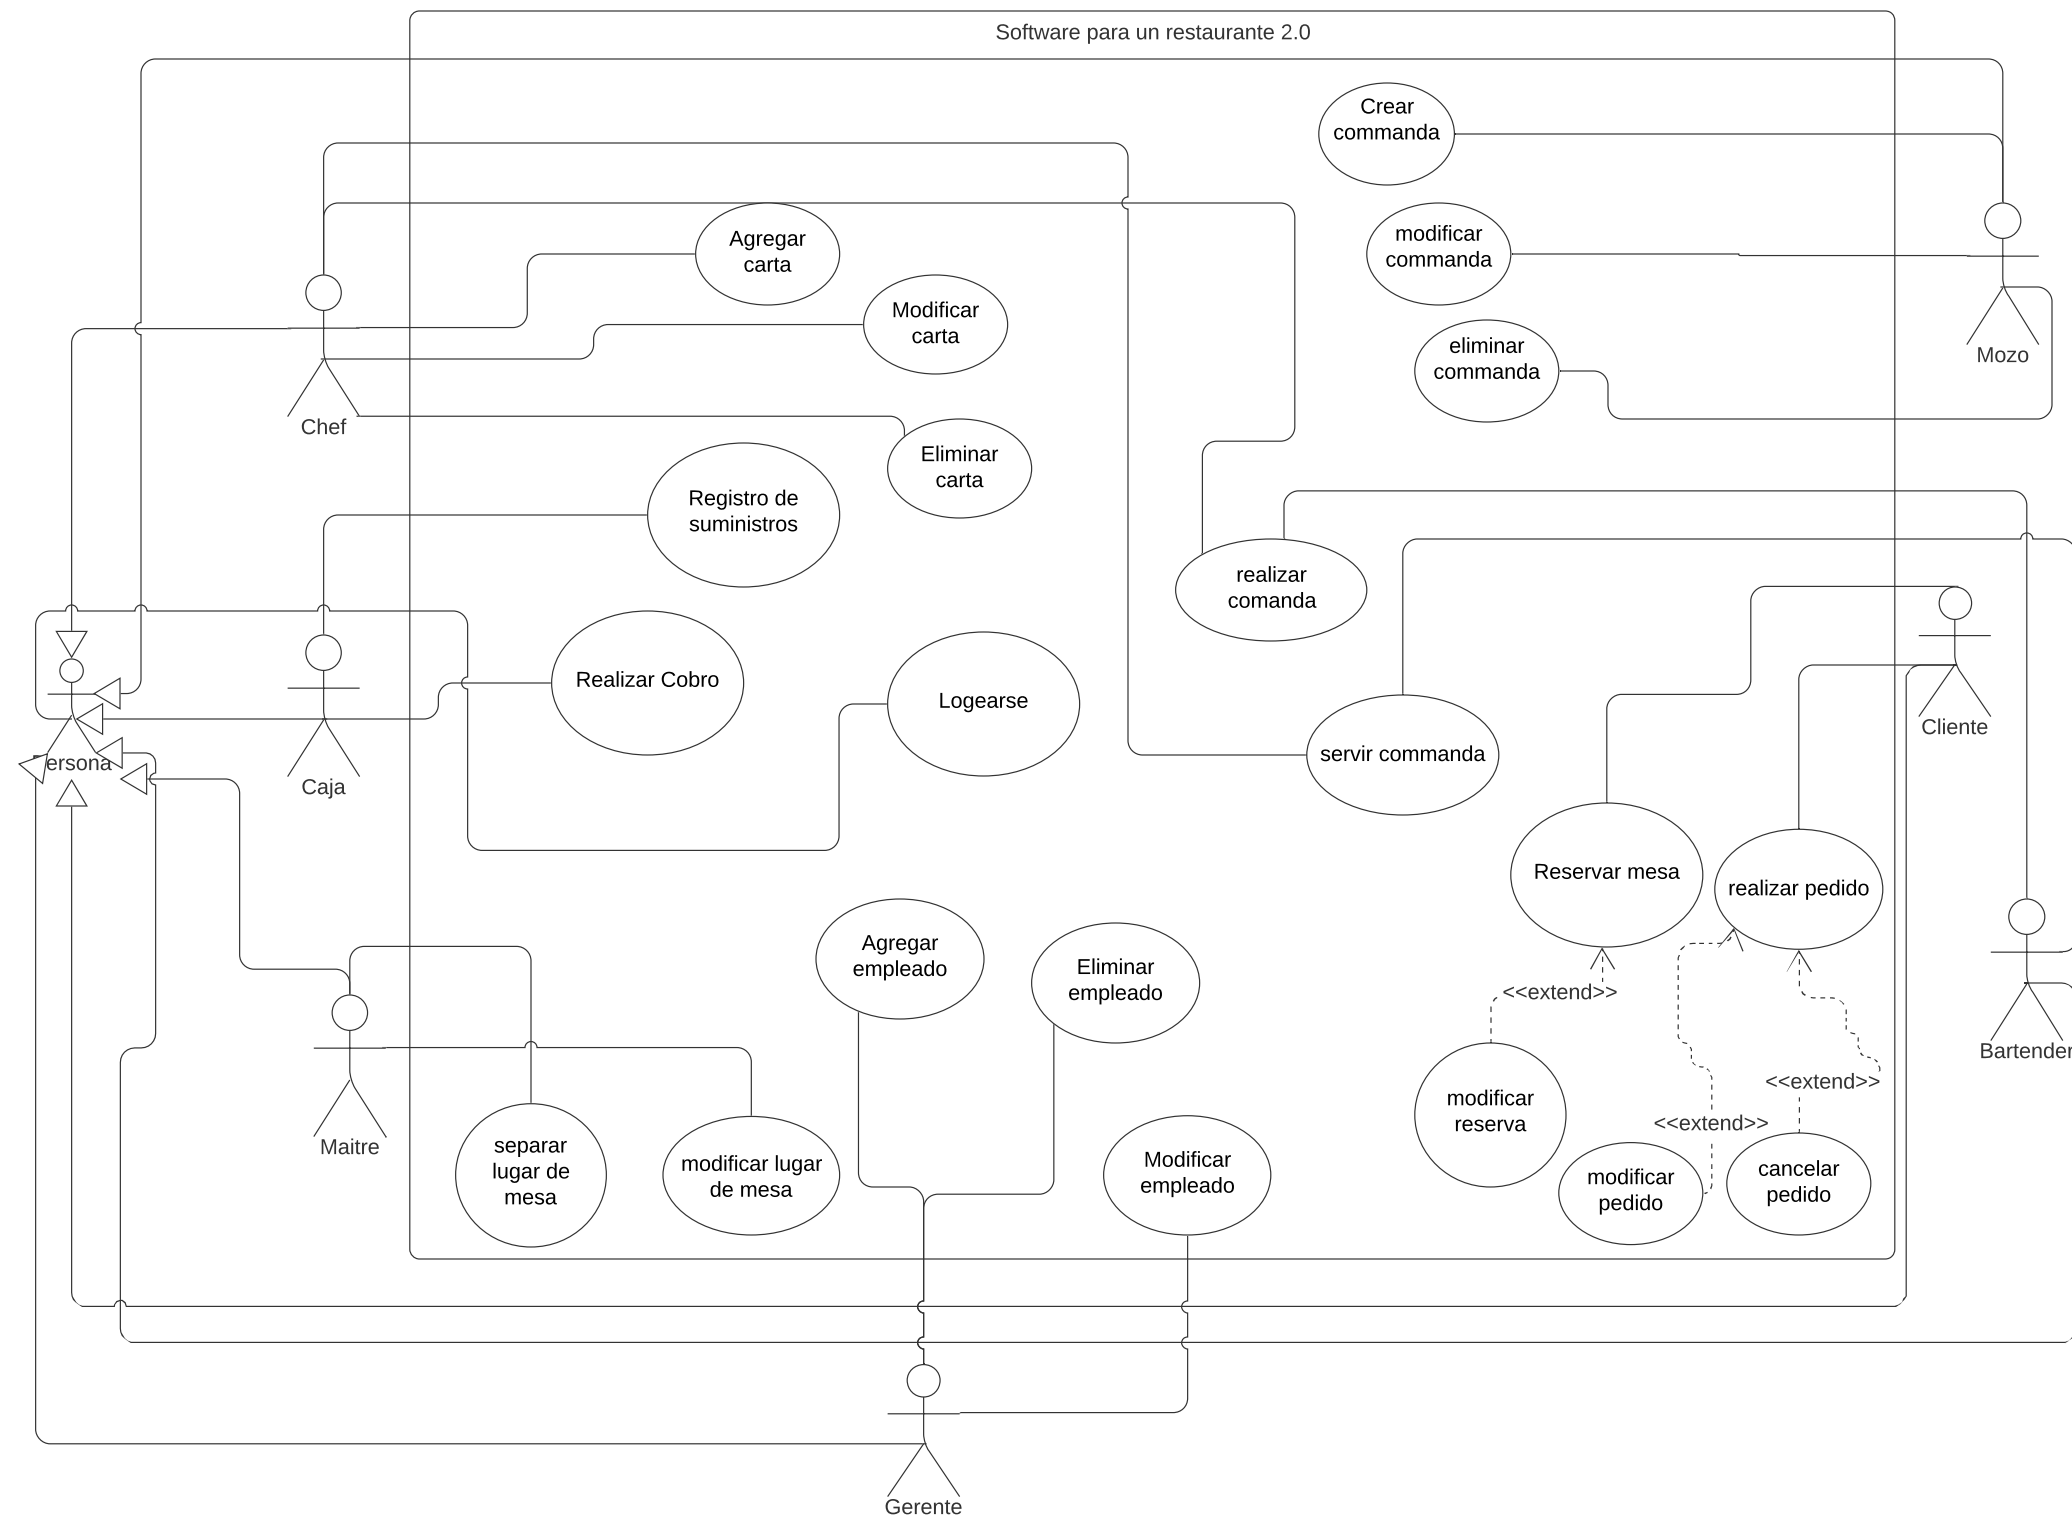 Software para un restaurante 2.0
Crear
commanda
modificar
commanda
eliminar
commanda
Mozo
Agregar
carta
Modificar
carta
Eliminar
carta
Chef
Registro de
suministros
realizar
comanda
Realizar Cobro
Logearse
servir commanda
Cliente
ersona
Caja
Reservar mesa
realizar pedido
Agregar
empleado
Eliminar
empleado
<<extend>>
Bartender
<<extend>>
<<extend>>
modificar
reserva
Maitre
separar
lugar de
mesa
modificar lugar
de mesa
Modificar
empleado
modificar
pedido
cancelar
pedido
Gerente